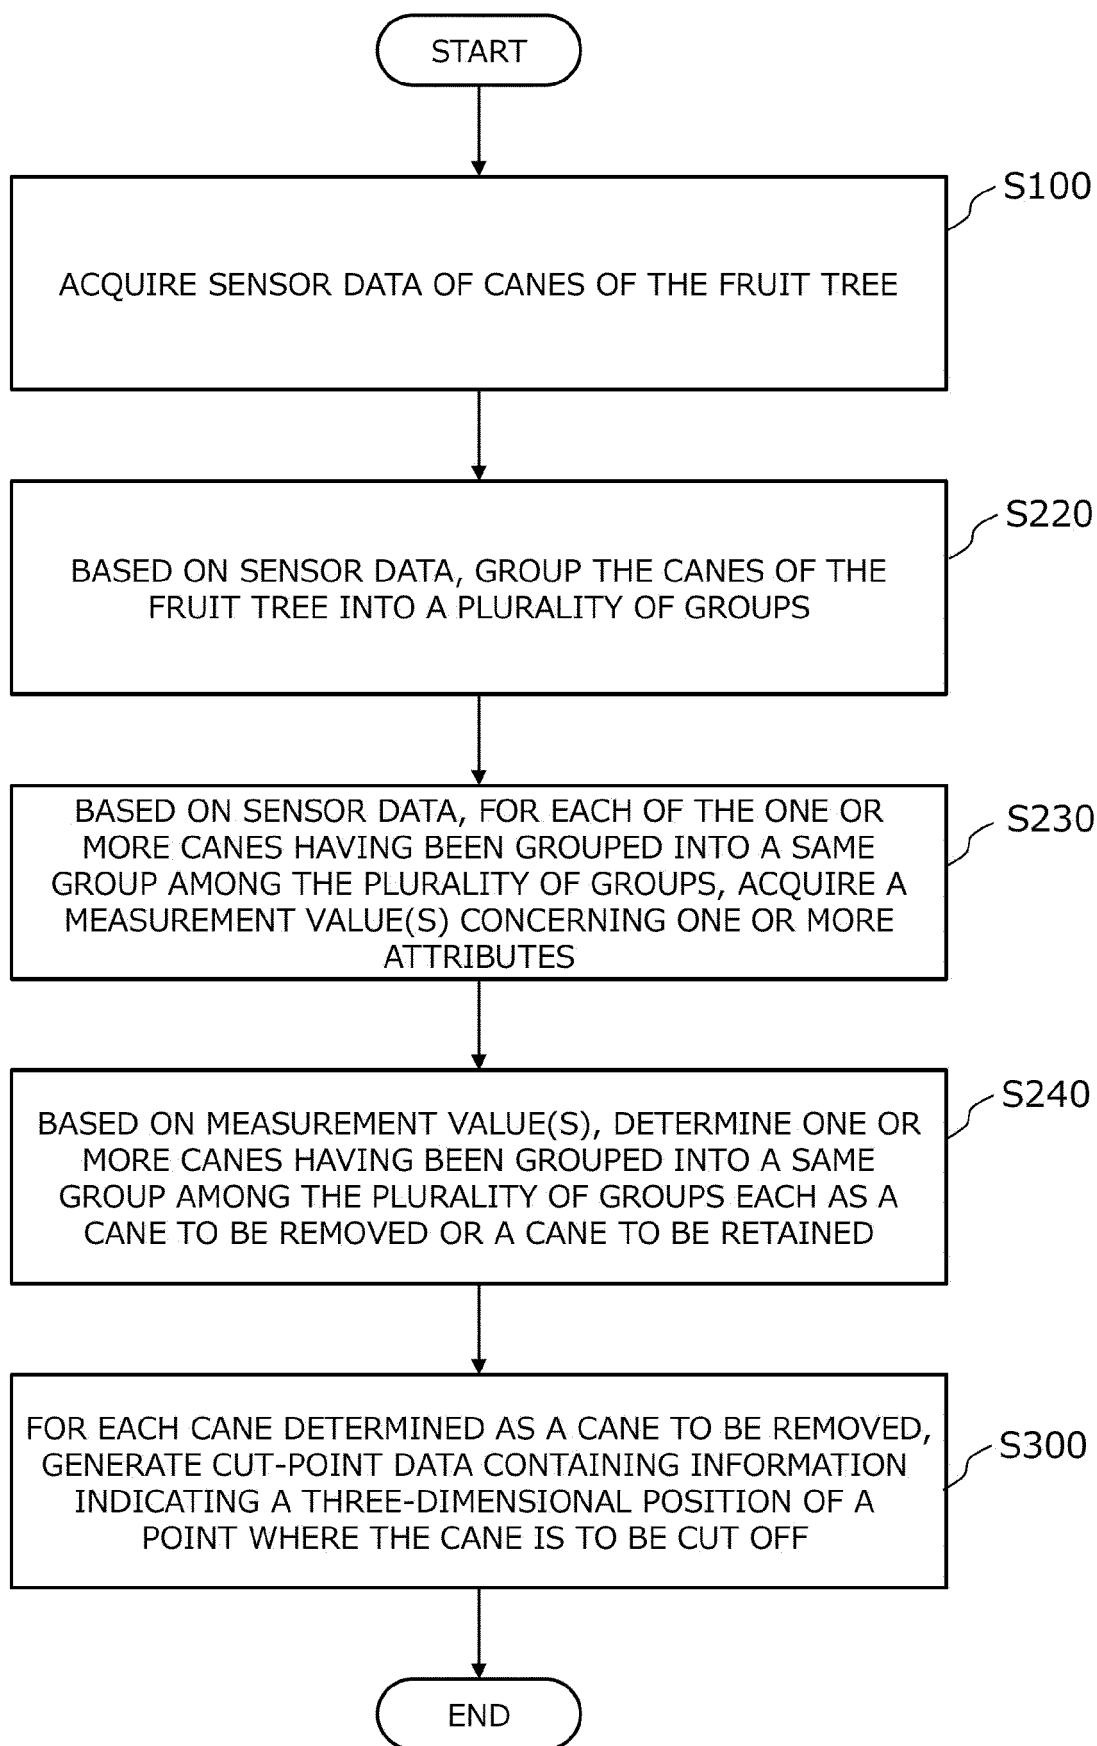 START
S100
ACQUIRE SENSOR DATA OF CANES OF THE FRUIT TREE
S220
BASED ON SENSOR DATA, GROUP THE CANES OF THE
FRUIT TREE INTO A PLURALITY OF GROUPS
S230
BASED ON SENSOR DATA, FOR EACH OF THE ONE OR
MORE CANES HAVING BEEN GROUPED INTO A SAME
GROUP AMONG THE PLURALITY OF GROUPS, ACQUIRE A
MEASUREMENT VALUE(S) CONCERNING ONE OR MORE
ATTRIBUTES
S240
BASED ON MEASUREMENT VALUE(S), DETERMINE ONE OR
MORE CANES HAVING BEEN GROUPED INTO A SAME
GROUP AMONG THE PLURALITY OF GROUPS EACH AS A
CANE TO BE REMOVED OR A CANE TO BE RETAINED
S300
FOR EACH CANE DETERMINED AS A CANE TO BE REMOVED,
GENERATE CUT-POINT DATA CONTAINING INFORMATION
INDICATING A THREE-DIMENSIONAL POSITION OF A
POINT WHERE THE CANE IS TO BE CUT OFF
END